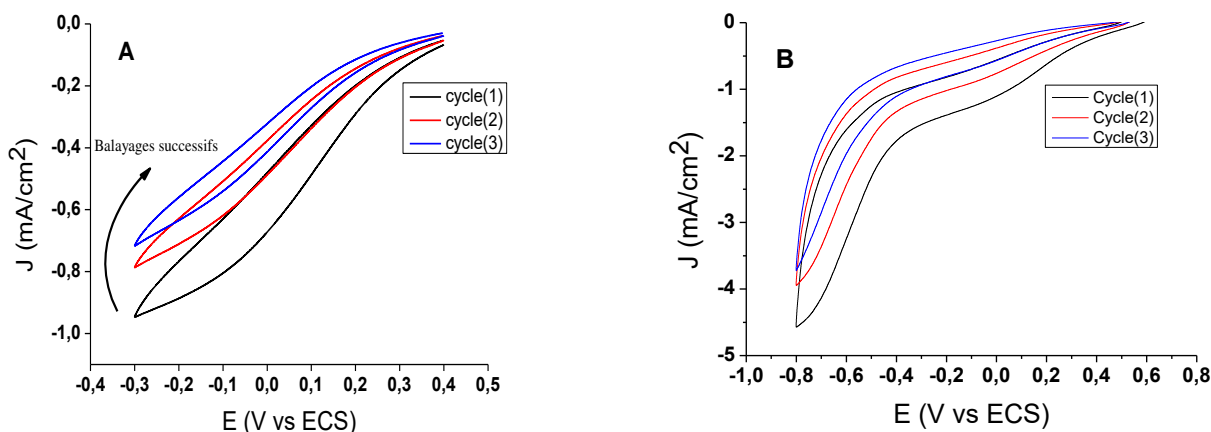 A
0,0
-0,2
-0,4
-0,6
-0,8
-1,0
J (mA/cm2)
cycle(1)
cycle(2)
cycle(3)
Balayages successifs
-0,4 -0,3 -0,2 -0,1 0,0 0,1 0,2 0,3 0,4 0,5
E (V vs ECS)
B
0
-1
-2
-3
-4
-5
J (mA/cm2)
Cycle(1)
Cycle(2)
Cycle(3)
-1,0 -0,8 -0,6 -0,4 -0,2 0,0 0,2 0,4 0,6 0,8
E (V vs ECS)